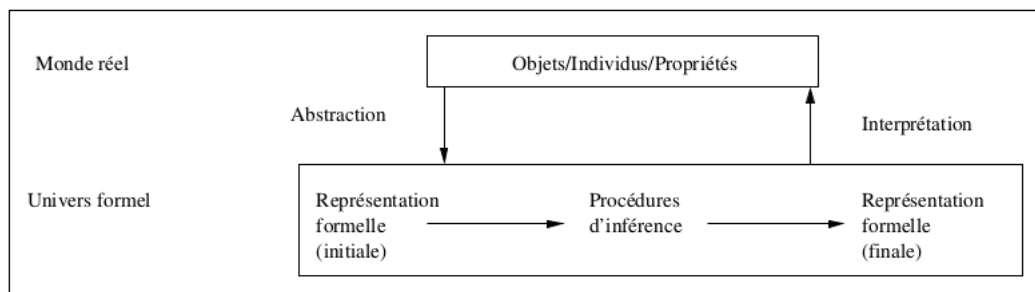 Monde réel
Objets/Individus/Propriétés
Abstraction
Interprétation
Univers formel
Représentation
formelle
(initiale)
Procédures
d'inférence
Représentation
formelle
(finale)